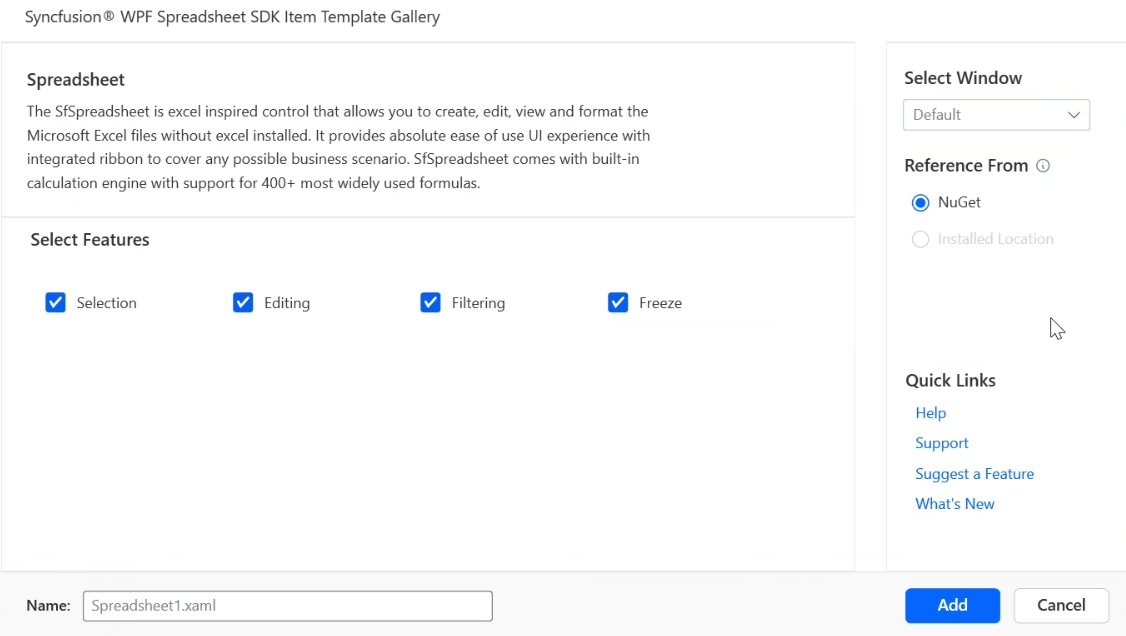 Syncfusion® WPF Spreadsheet SDK Item Template Gallery
Spreadsheet
The SfSpreadsheet is excel inspired control that allows you to create, edit, view and format the
Microsoft Excel files without excel installed. It provides absolute ease of use UI experience with
integrated ribbon to cover any possible business scenario. SfSpreadsheet comes with built-in
calculation engine with support for 400+ most widely used formulas.
Select Features
Selection
Editing
Filtering
Freeze
Select Window
Default
Reference From
NuGet
Installed Location
Quick Links
Help
Support
Suggest a Feature
What's New
Name: Spreadsheet1.xaml
Add
Cancel